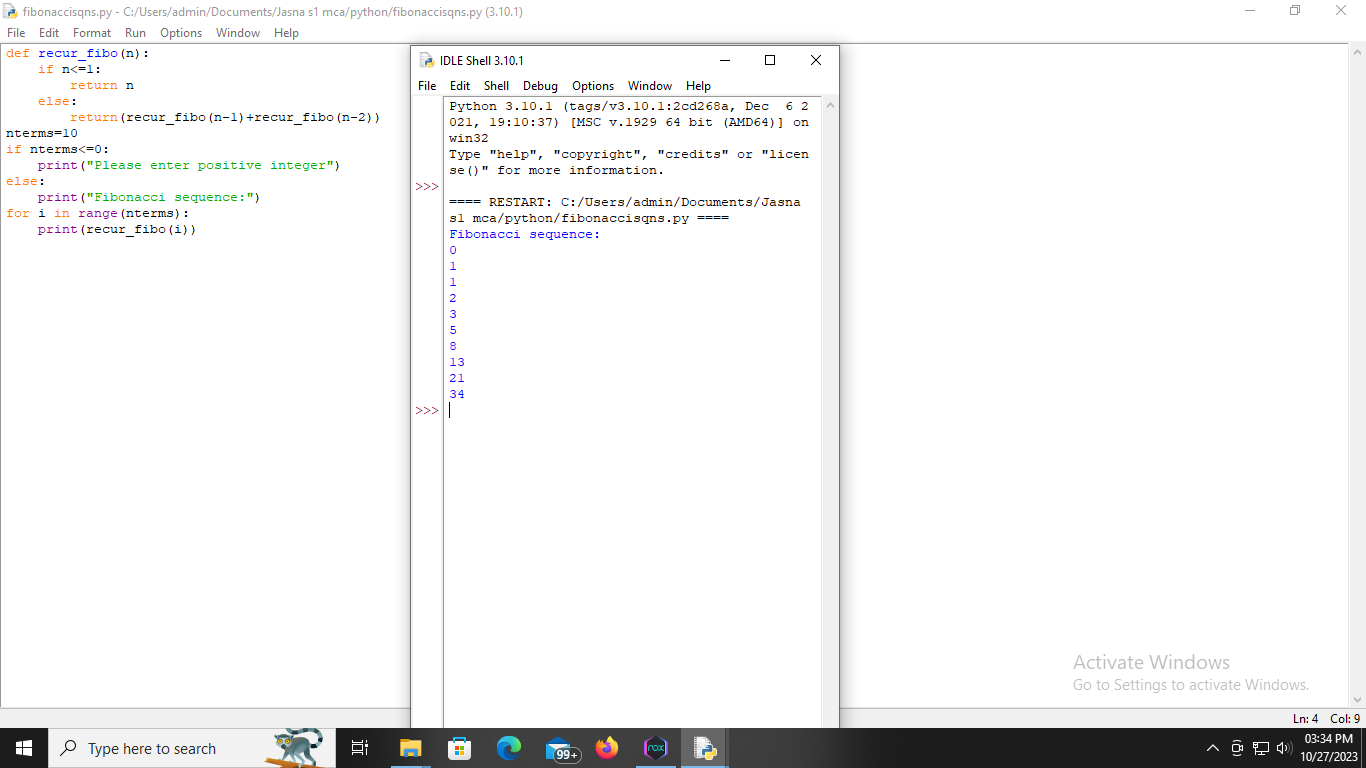 fibonaccisqns.py - C:/Users/admin/Documents/Jasna s1 mca/python/fibonaccisqns.py (3.10.1)
File Edit Format Run Options Window Help
def recur_fibo(n):
    if n<=1:
        return n
    else:
        return(recur_fibo(n-1)+recur_fibo(n-2))
nterms=10
if nterms<=0:
    print("Please enter positive integer")
else:
    print("Fibonacci sequence:")
for i in range(nterms):
    print(recur_fibo(i))
IDLE Shell 3.10.1
File Edit Shell Debug Options Window Help
Python 3.10.1 (tags/v3.10.1:2cd268a, Dec  6 2
021, 19:10:37) [MSC v.1929 64 bit (AMD64)] on
win32
Type "help", "copyright", "credits" or "licen
se()" for more information.
>>>
==== RESTART: C:/Users/admin/Documents/Jasna
s1 mca/python/fibonaccisqns.py ====
Fibonacci sequence:
0
1
1
2
3
5
8
13
21
34
>>>
Activate Windows
Go to Settings to activate Windows.
Ln: 4 Col: 9
Type here to search
99+
nox
03:34 PM
10/27/2023